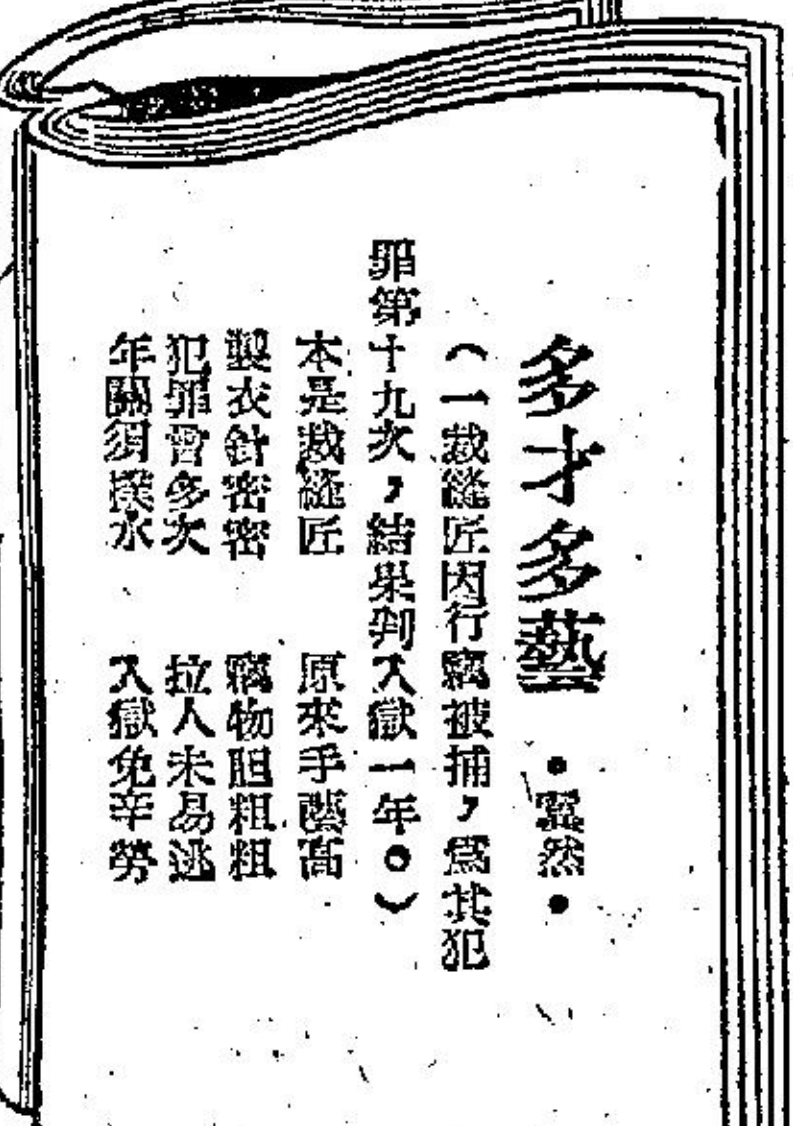 多才多藝 ・翼然・
（一裁縫匠因行竊被捕，爲其犯
罪第十九次，結果判入獄一年。）
本是裁縫匠　原來手藝高
製衣針密密　竊物胆粗粗
犯罪曾多次　拉人未易逃
年關須撲水　入獄免辛勞